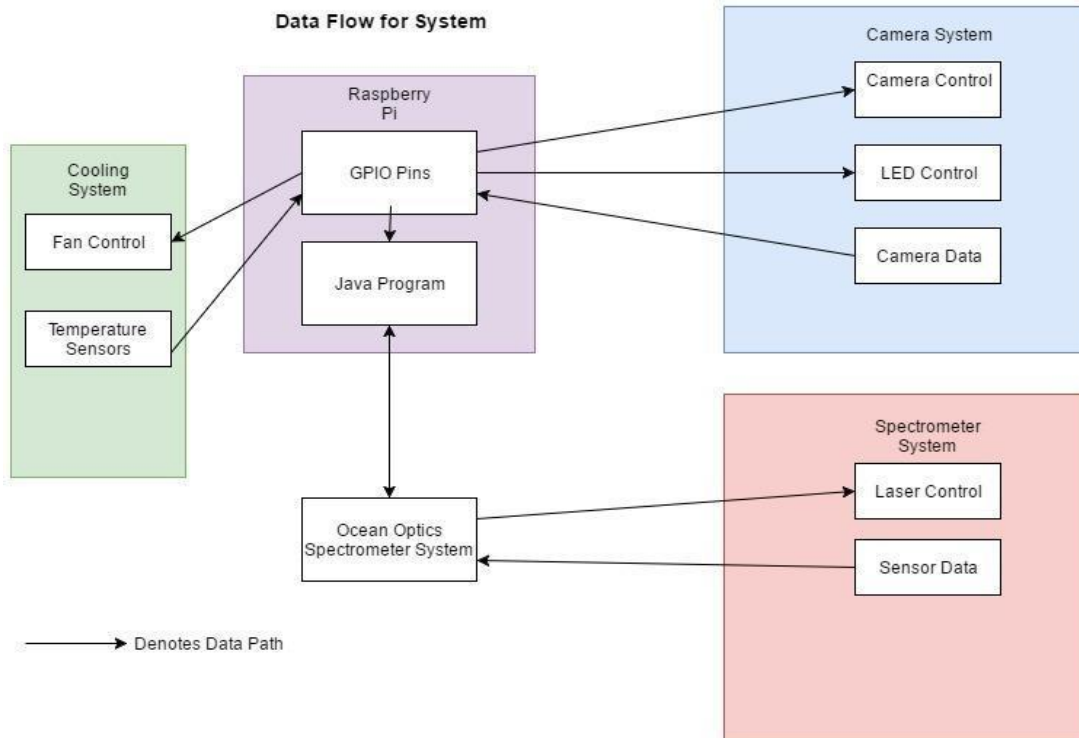 Data Flow for System
Camera System
Camera Control
LED Control
Camera Data
Raspberry
Pi
GPIO Pins
Java Program
Cooling
System
Fan Control
Temperature
Sensors
Spectrometer
System
Laser Control
Sensor Data
Ocean Optics
Spectrometer System
Denotes Data Path